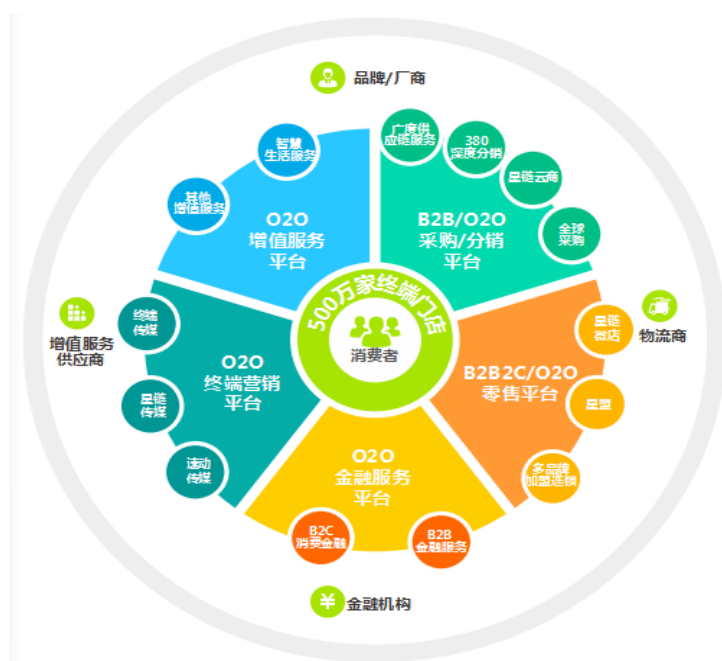 品牌/厂商
智慧
生活服务
其他
增值服务
O2O
增值服务
平台
广度供
应链服务
380
深度分销
星链云商
全球
采购
B2B/O2O
采购/分销
平台
500万家终端门店
消费者
增值服务
供应商
物流商
终端
传媒
星链
传媒
速动
传媒
O2O
终端营销
平台
B2B2C/O2O
零售平台
星链
微店
星盟
多品牌
加盟连锁
O2O
金融服务
平台
B2C
消费金融
B2B
金融服务
¥
金融机构